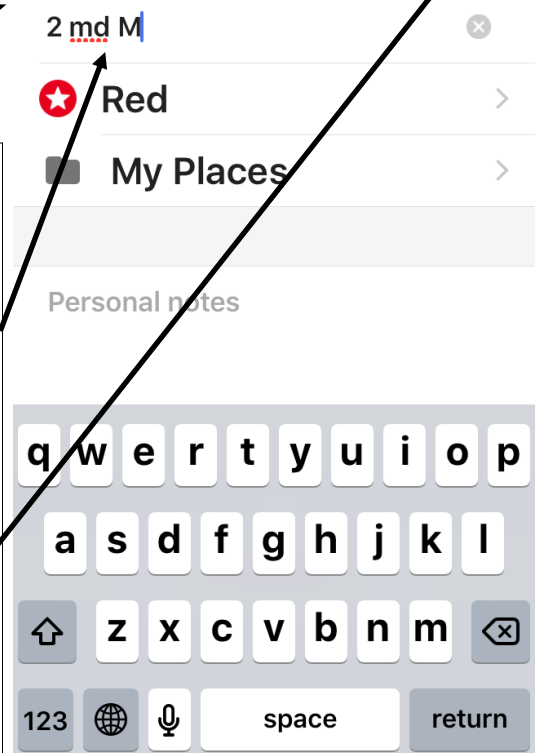 2 md M
Red
My Places
Personal notes
q w e r t y u i o p
a s d f g h j k l
z x c v b n m
123 space return